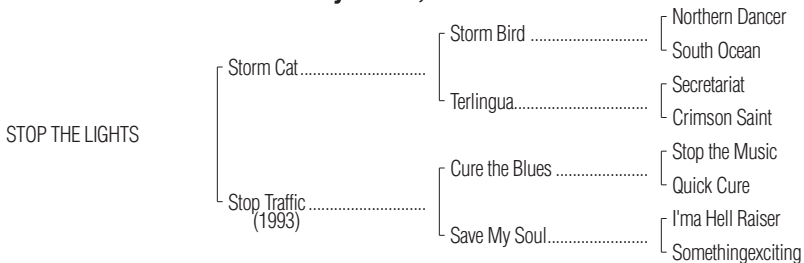 Northern Dancer
Storm Bird ..............................
South Ocean
Storm Cat................................
Secretariat
Terlingua..................................
Crimson Saint
STOP THE LIGHTS
Stop the Music
Cure the Blues .......................
Quick Cure
Stop Traffic ..............................
(1993)
I'ma Hell Raiser
Save My Soul.........................
Somethingexciting